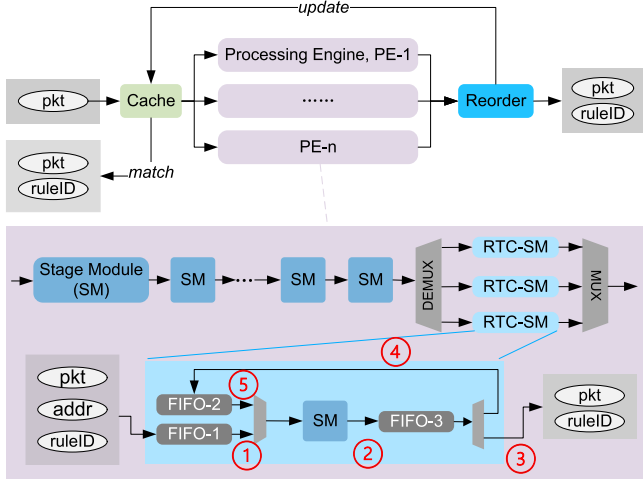 update
Processing Engine, PE-1
pkt
Cache
......
Reorder
pkt
ruleID
PE-n
match
pkt
ruleID
Stage Module
(SM)
SM
...
SM
SM
DEMUX
RTC-SM
RTC-SM
RTC-SM
MUX
pkt
addr
ruleID
④
FIFO-2
⑤
FIFO-1
①
SM
②
FIFO-3
③
pkt
ruleID